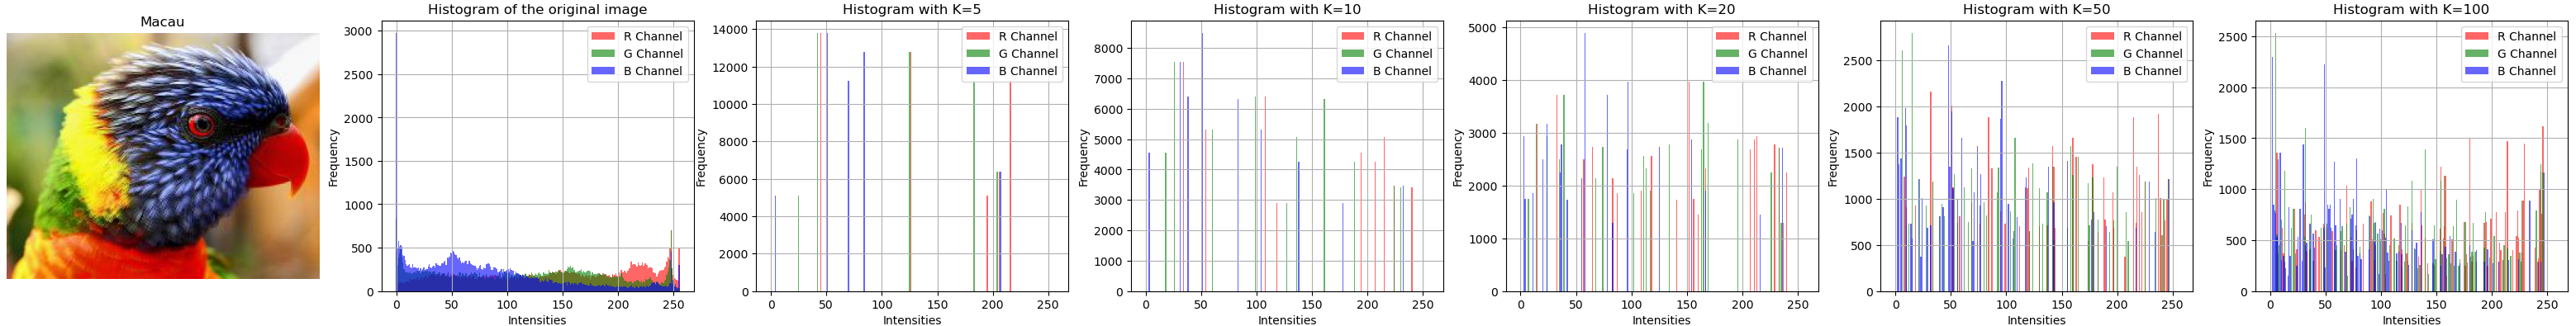 Macau
Histogram of the original image
R Channel
G Channel
B Channel
Frequency
3000
2500
2000
1500
1000
500
0
0 50 100 150 200 250
Intensities
Histogram with K=5
R Channel
G Channel
B Channel
Frequency
14000
12000
10000
8000
6000
4000
2000
0
0 50 100 150 200 250
Intensities
Histogram with K=10
R Channel
G Channel
B Channel
Frequency
8000
7000
6000
5000
4000
3000
2000
1000
0
0 50 100 150 200 250
Intensities
Histogram with K=20
R Channel
G Channel
B Channel
Frequency
5000
4000
3000
2000
1000
0
0 50 100 150 200 250
Intensities
Histogram with K=50
R Channel
G Channel
B Channel
Frequency
2500
2000
1500
1000
500
0
0 50 100 150 200 250
Intensities
Histogram with K=100
R Channel
G Channel
B Channel
Frequency
2500
2000
1500
1000
500
0
0 50 100 150 200 250
Intensities